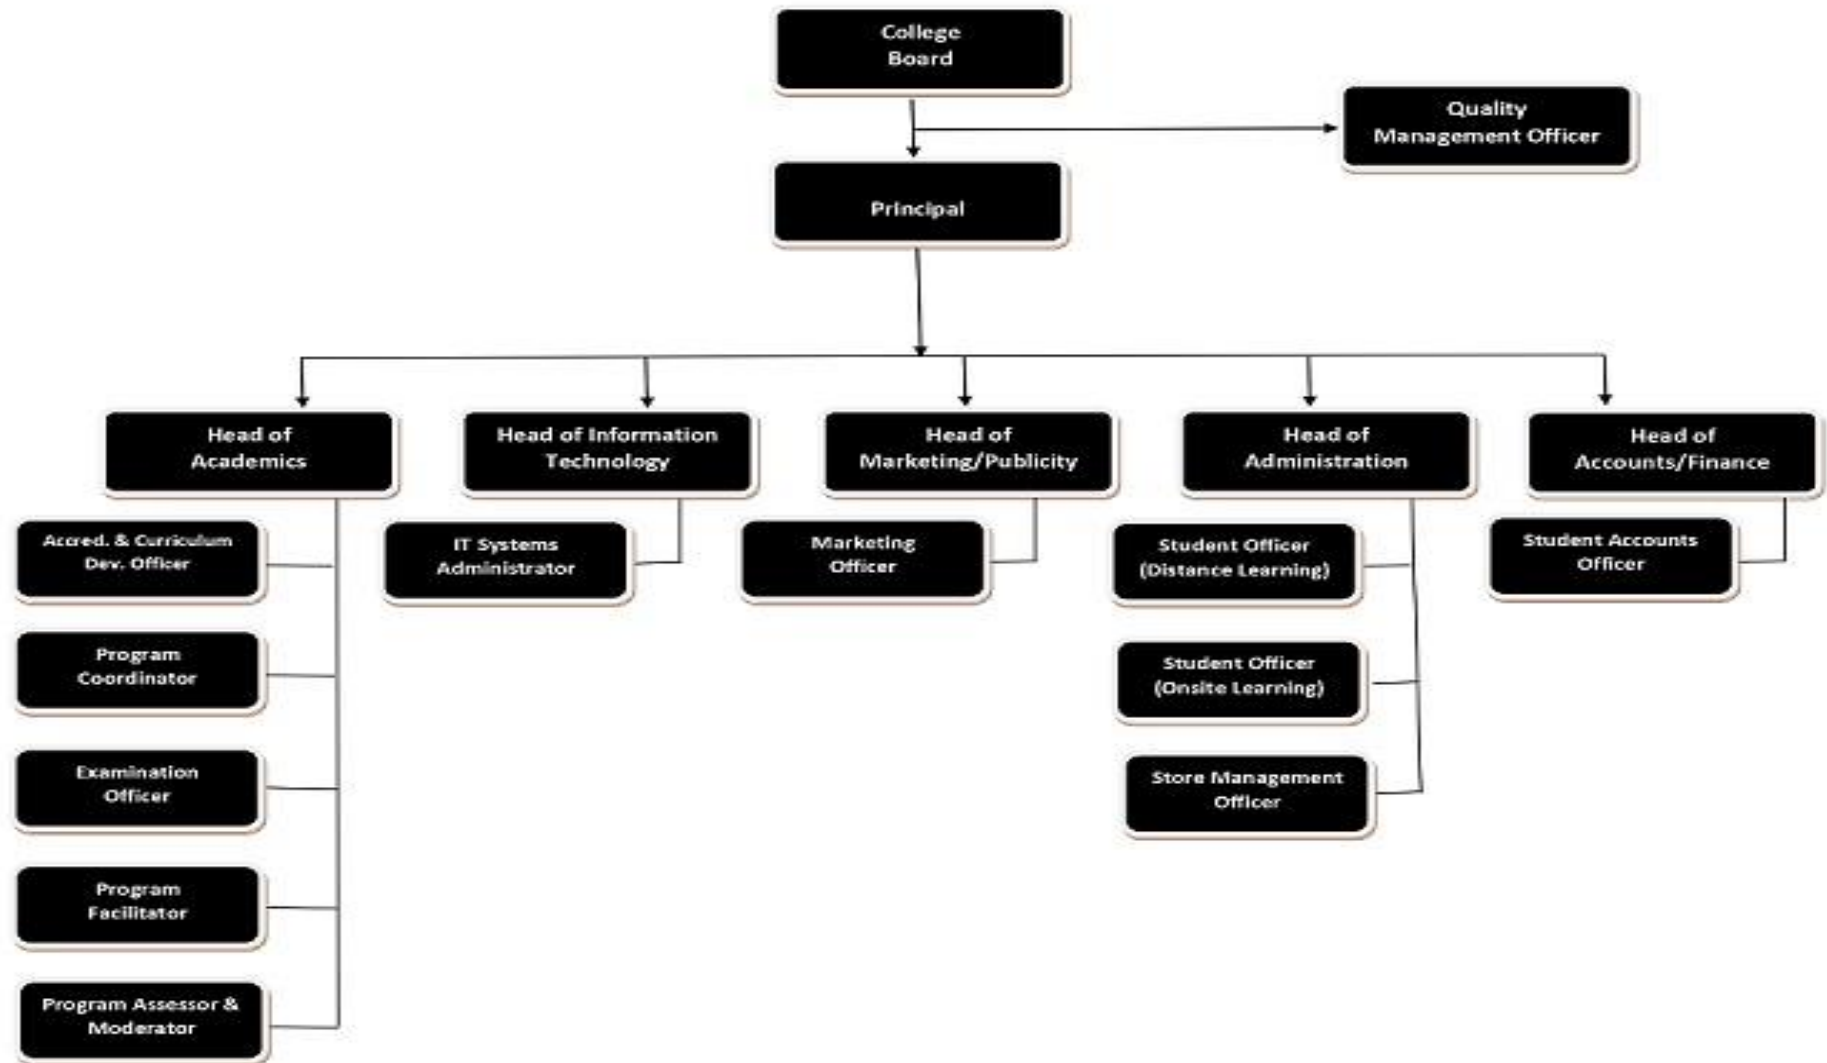 College
Board
Quality
Management Officer
Principal
Head of
Academics
Head of Information
Technology
Head of
Marketing/Publicity
Head of
Administration
Head of
Accounts/Finance
Accred. & Curriculum
Dev. Officer
Program
Coordinator
Examination
Officer
Program
Facilitator
Program Assessor &
Moderator
IT Systems
Administrator
Marketing
Officer
Student Officer
(Distance Learning)
Student Officer
(Onsite Learning)
Store Management
Officer
Student Accounts
Officer